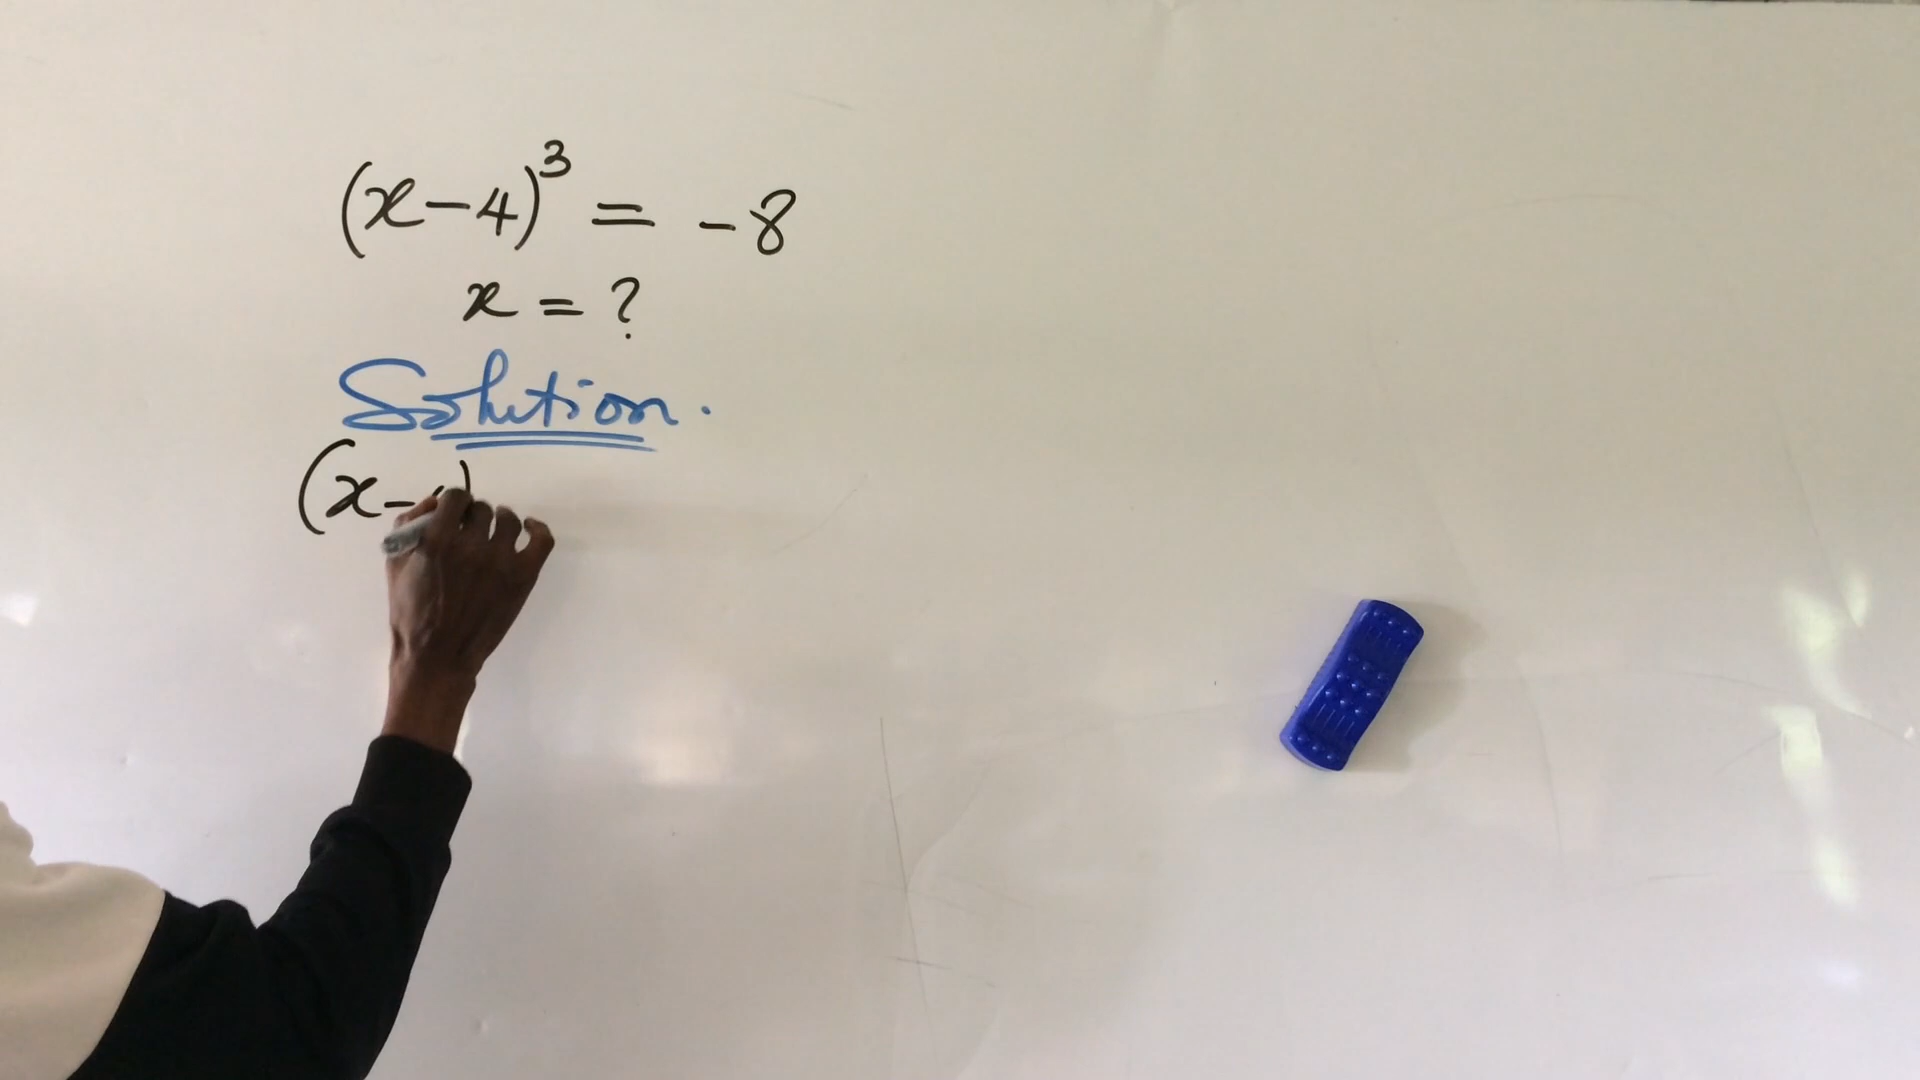 (x-4)³ = -8
x = ?
Solution.
(x-